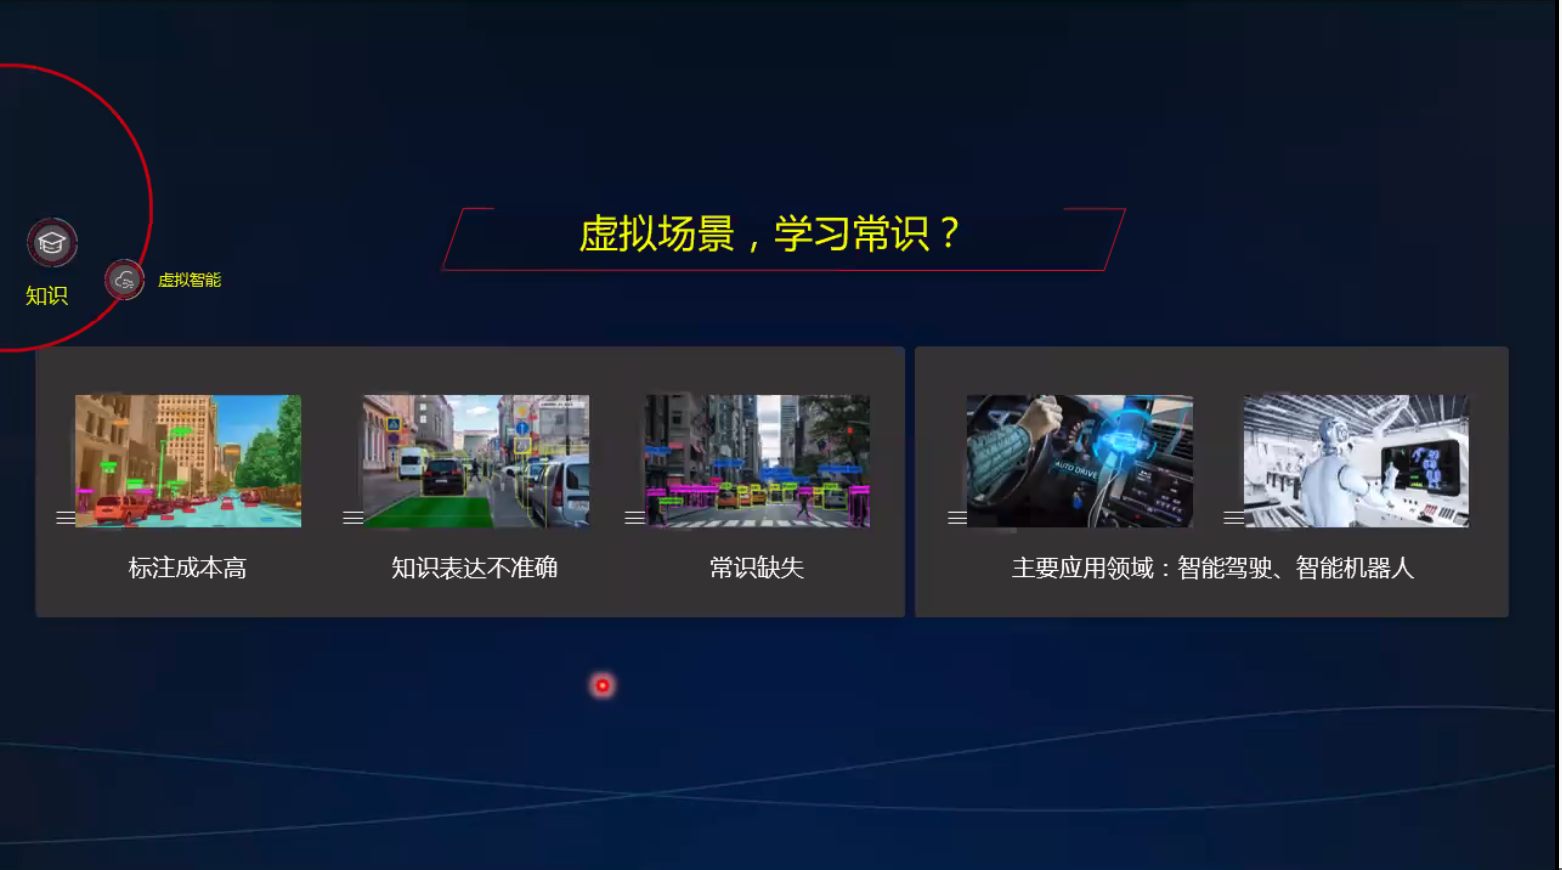 虚拟场景，学习常识？
知识
虚拟智能
AUTO DRIVE
标注成本高
知识表达不准确
常识缺失
主要应用领域：智能驾驶、智能机器人